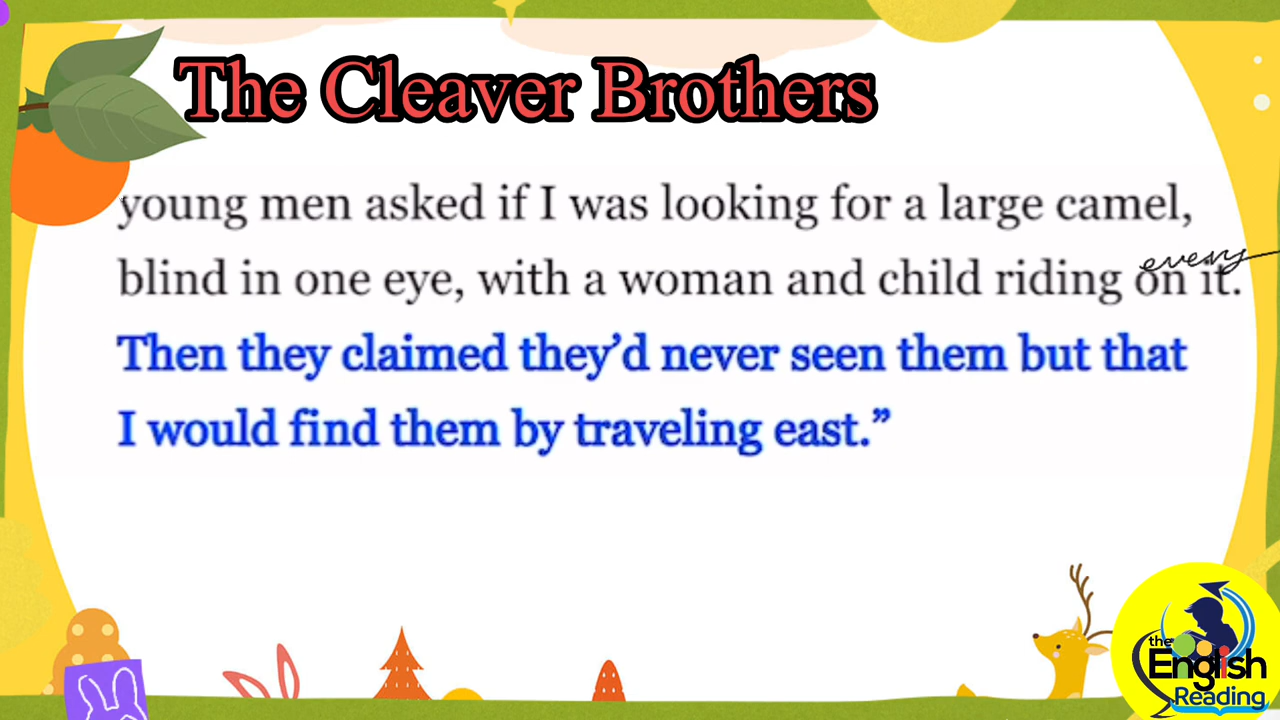 The Cleaver Brothers
young men asked if I was looking for a large camel,
every
blind in one eye, with a woman and child riding on it.
Then they claimed they’d never seen them but that
I would find them by traveling east.”
the
English
Reading